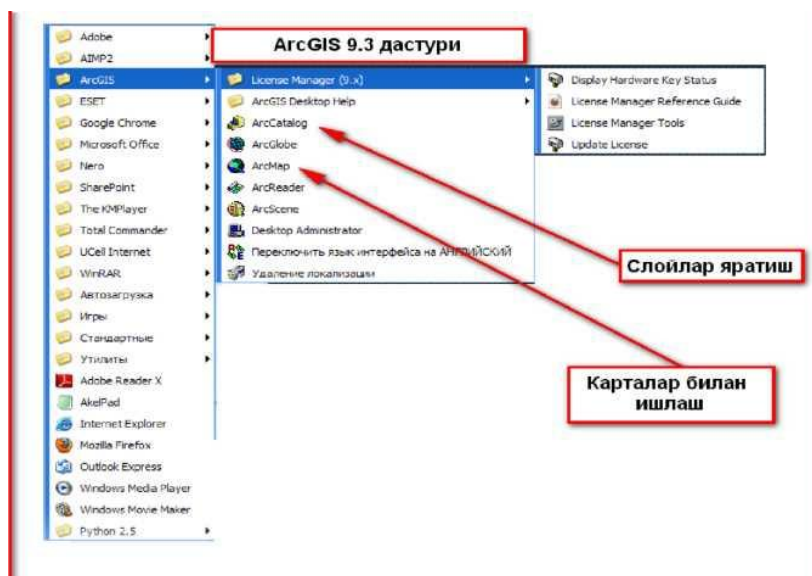 Adobe
AIMP2
ArcGIS
ESET
Google Chrome
Microsoft Office
Nero
SharePoint
The KMPlayer
Total Commander
UCell Internet
WinRAR
Автозагрузка
Игры
Стандартные
Утилиты
Adobe Reader X
AkelPad
Internet Explorer
Mozilla Firefox
Outlook Express
Windows Media Player
Windows Movie Maker
Python 2.5
ArcGIS 9.3 дастури
License Manager (9.x)
ArcGIS Desktop Help
ArcCatalog
ArcGlobe
ArcMap
ArcReader
ArcScene
Desktop Administrator
Переключить язык интерфейса на АНГЛИЙСКИЙ
Удаление локализации
Display Hardware Key Status
License Manager Reference Guide
License Manager Tools
Update License
Слойлар яратиш
Карталар билан
ишлаш